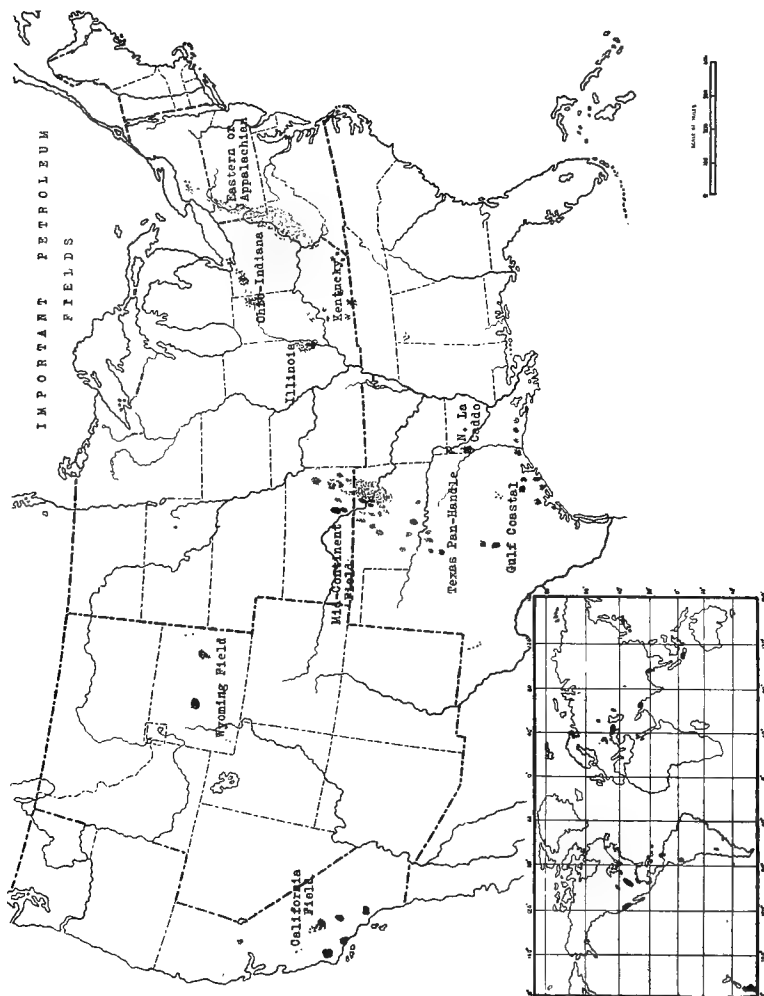 IMPORTANT PETROLEUM
FIELDS
Eastern or
Appalachian
Ohio-Indiana
Kentucky
Illinois
N. La
Caddo
Mid-Continent
Field
Texas Pan-Handle
Gulf Coastal
Wyoming Field
California
Field